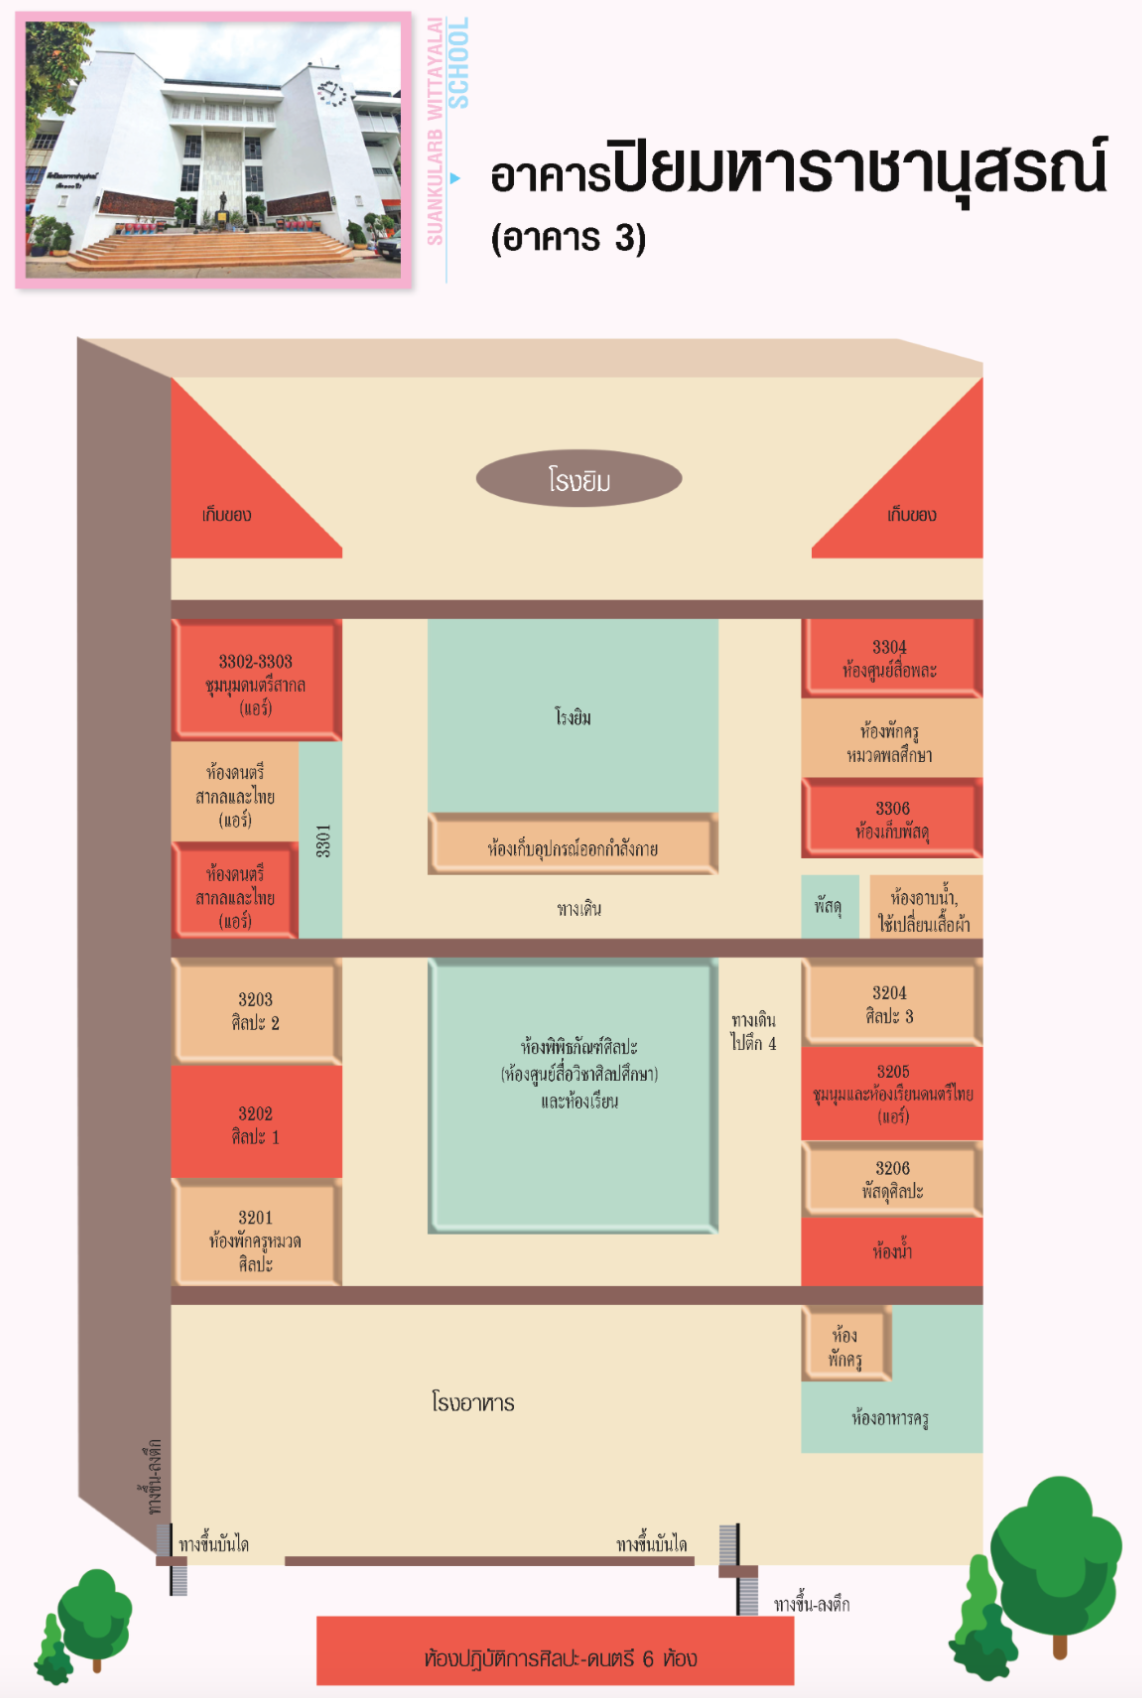 SUANKULARB WITTAYALAI
SCHOOL
อาคารปิยมหาราชานุสรณ์
(อาคาร 3)
โรงยิม
เก็บของ
เก็บของ
3302-3303
ชุมนุมดนตรีสากล
(แอร์)
โรงยิม
3304
ห้องศูนย์สื่อพละ
ห้องพักครู
หมวดพลศึกษา
ห้องดนตรี
สากลและไทย
(แอร์)
3301
3306
ห้องเก็บพัสดุ
ห้องเก็บอุปกรณ์ออกกำลังกาย
ห้องดนตรี
สากลและไทย
(แอร์)
ทางเดิน
พัสดุ
ห้องอาบน้ำ,
ใช้เปลี่ยนเสื้อผ้า
3203
ศิลปะ 2
ห้องพิพิธภัณฑ์ศิลปะ
(ห้องศูนย์สื่อวิชาศิลปศึกษา)
และห้องเรียน
ทางเดิน
ไปตึก 4
3204
ศิลปะ 3
3202
ศิลปะ 1
3205
ชุมนุมและห้องเรียนดนตรีไทย
(แอร์)
3206
พัสดุศิลปะ
3201
ห้องพักครูหมวด
ศิลปะ
ห้องน้ำ
โรงอาหาร
ห้อง
พักครู
ห้องอาหารครู
ทางขึ้น-ลงตึก
ทางขึ้นบันได
ทางขึ้นบันได
ทางขึ้น-ลงตึก
ห้องปฏิบัติการศิลปะ-ดนตรี 6 ห้อง